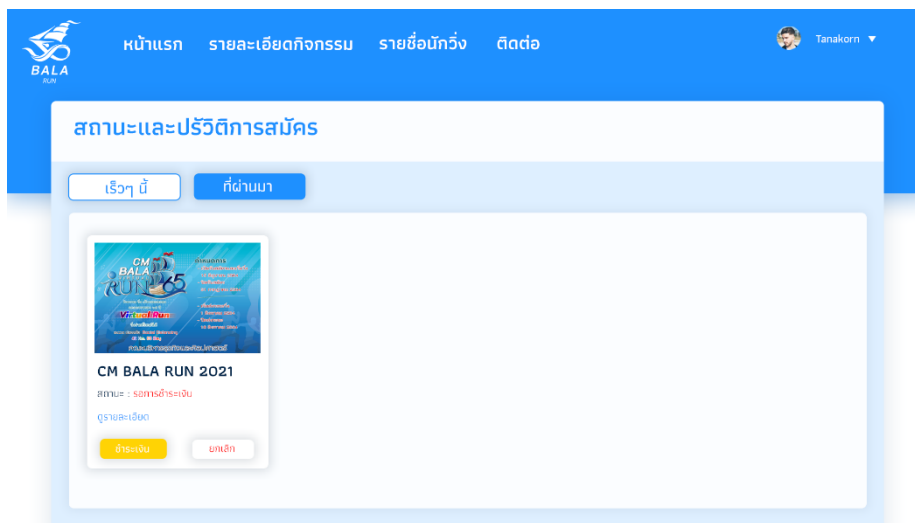 BALA
RUN
หน้าแรก รายละเอียดกิจกรรม รายชื่อนักวิ่ง ติดต่อ
Tanakorn
สถานะและปรัวิติการสมัคร
เร็วๆ นี้ ที่ผ่านมา
CM
BALA
RUN 65
Virtual Run
CM BALA RUN 2021
สถานะ : รอการชำระเงิน
ดูรายละเอียด
ชำระเงิน ยกเลิก